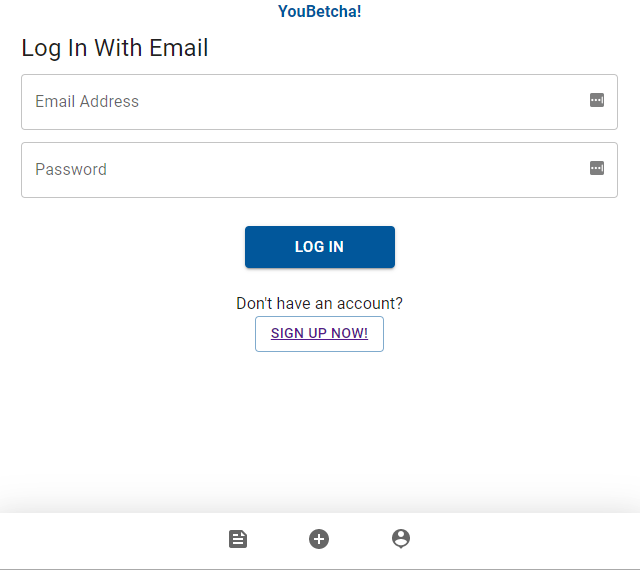 YouBetcha!
Log In With Email
Email Address
Password
LOG IN
Don't have an account?
SIGN UP NOW!